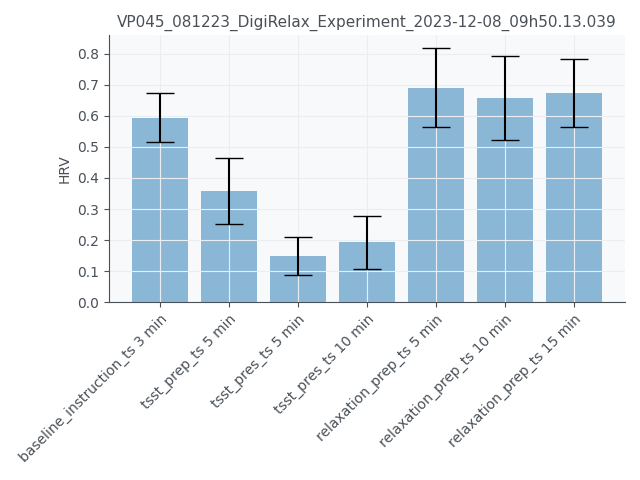 VP045_081223_DigiRelax_Experiment_2023-12-08_09h50.13.039
HRV
0.8
0.7
0.6
0.5
0.4
0.3
0.2
0.1
0.0
baseline_instruction_ts 3 min
tsst_prep_ts 5 min
tsst_pres_ts 5 min
tsst_pres_ts 10 min
relaxation_prep_ts 5 min
relaxation_prep_ts 10 min
relaxation_prep_ts 15 min